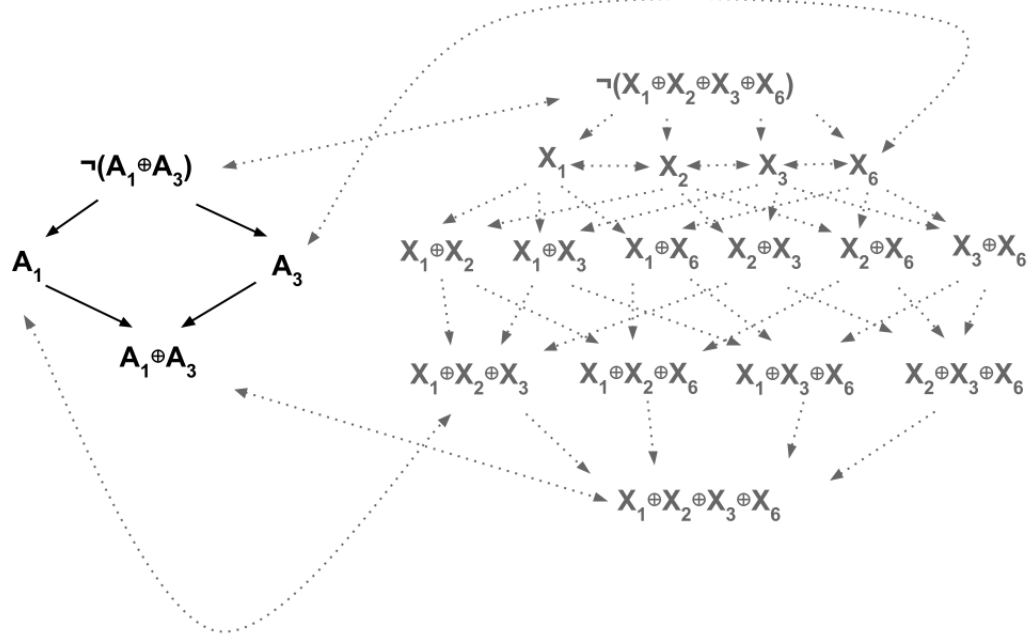 ¬(X₁⊕X₂⊕X₃⊕X₆)
¬(A₁⊕A₃)
X₁ X₂ X₃ X₆
A₁ A₃
X₁⊕X₂ X₁⊕X₃ X₁⊕X₆ X₂⊕X₃ X₂⊕X₆ X₃⊕X₆
A₁⊕A₃
X₁⊕X₂⊕X₃ X₁⊕X₂⊕X₆ X₁⊕X₃⊕X₆ X₂⊕X₃⊕X₆
X₁⊕X₂⊕X₃⊕X₆